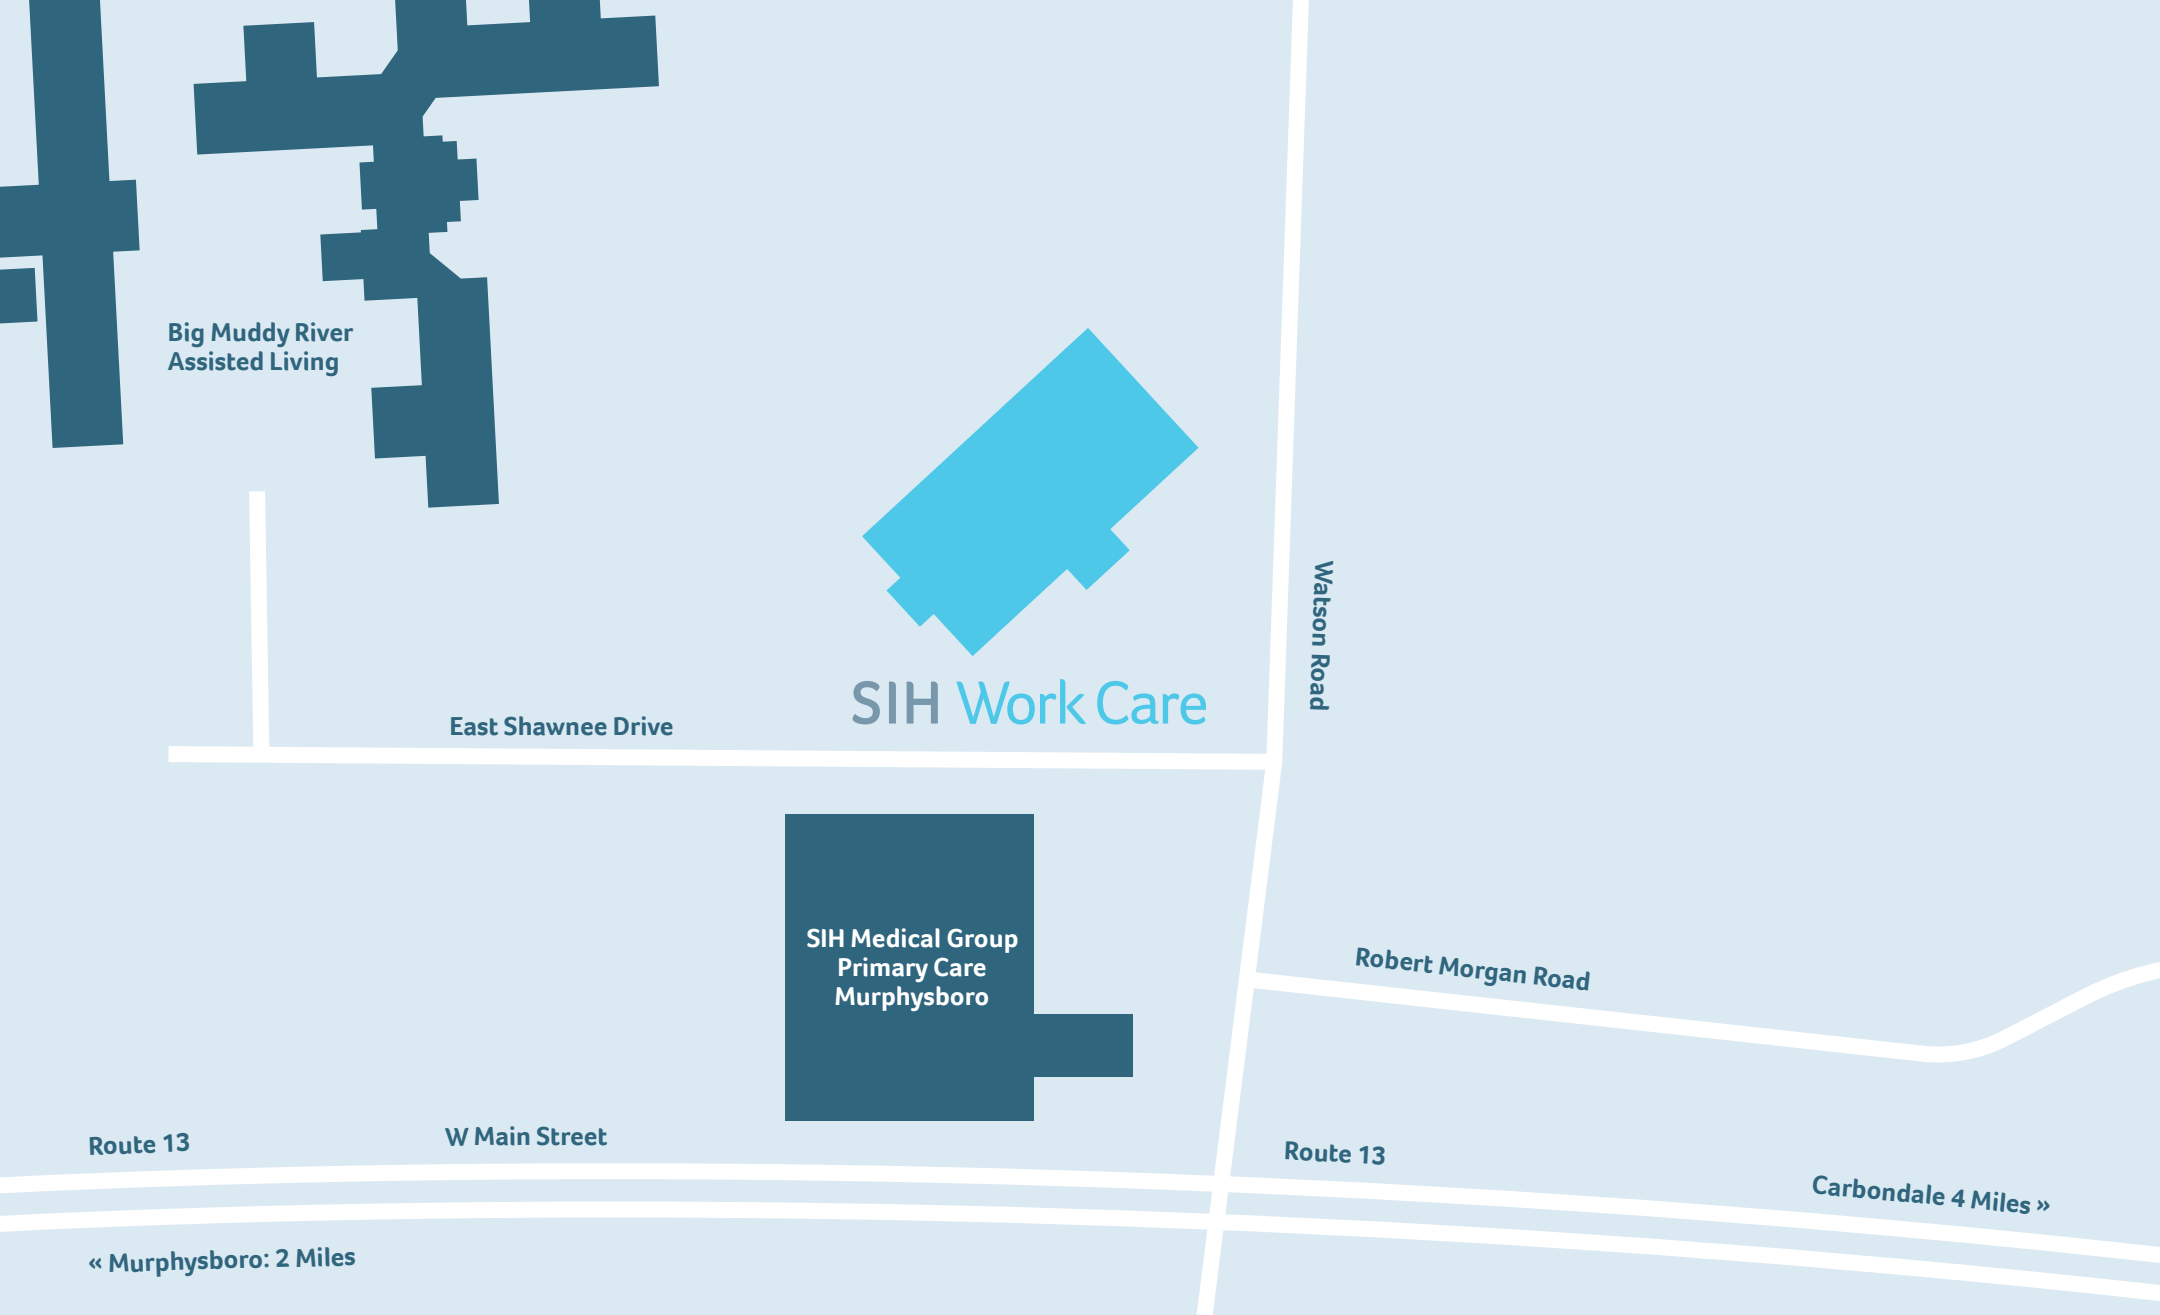 Big Muddy River
Assisted Living
Watson Road
SIH Work Care
East Shawnee Drive
SIH Medical Group
Primary Care
Murphysboro
Robert Morgan Road
Route 13
W Main Street
Route 13
Carbondale 4 Miles »
« Murphysboro: 2 Miles